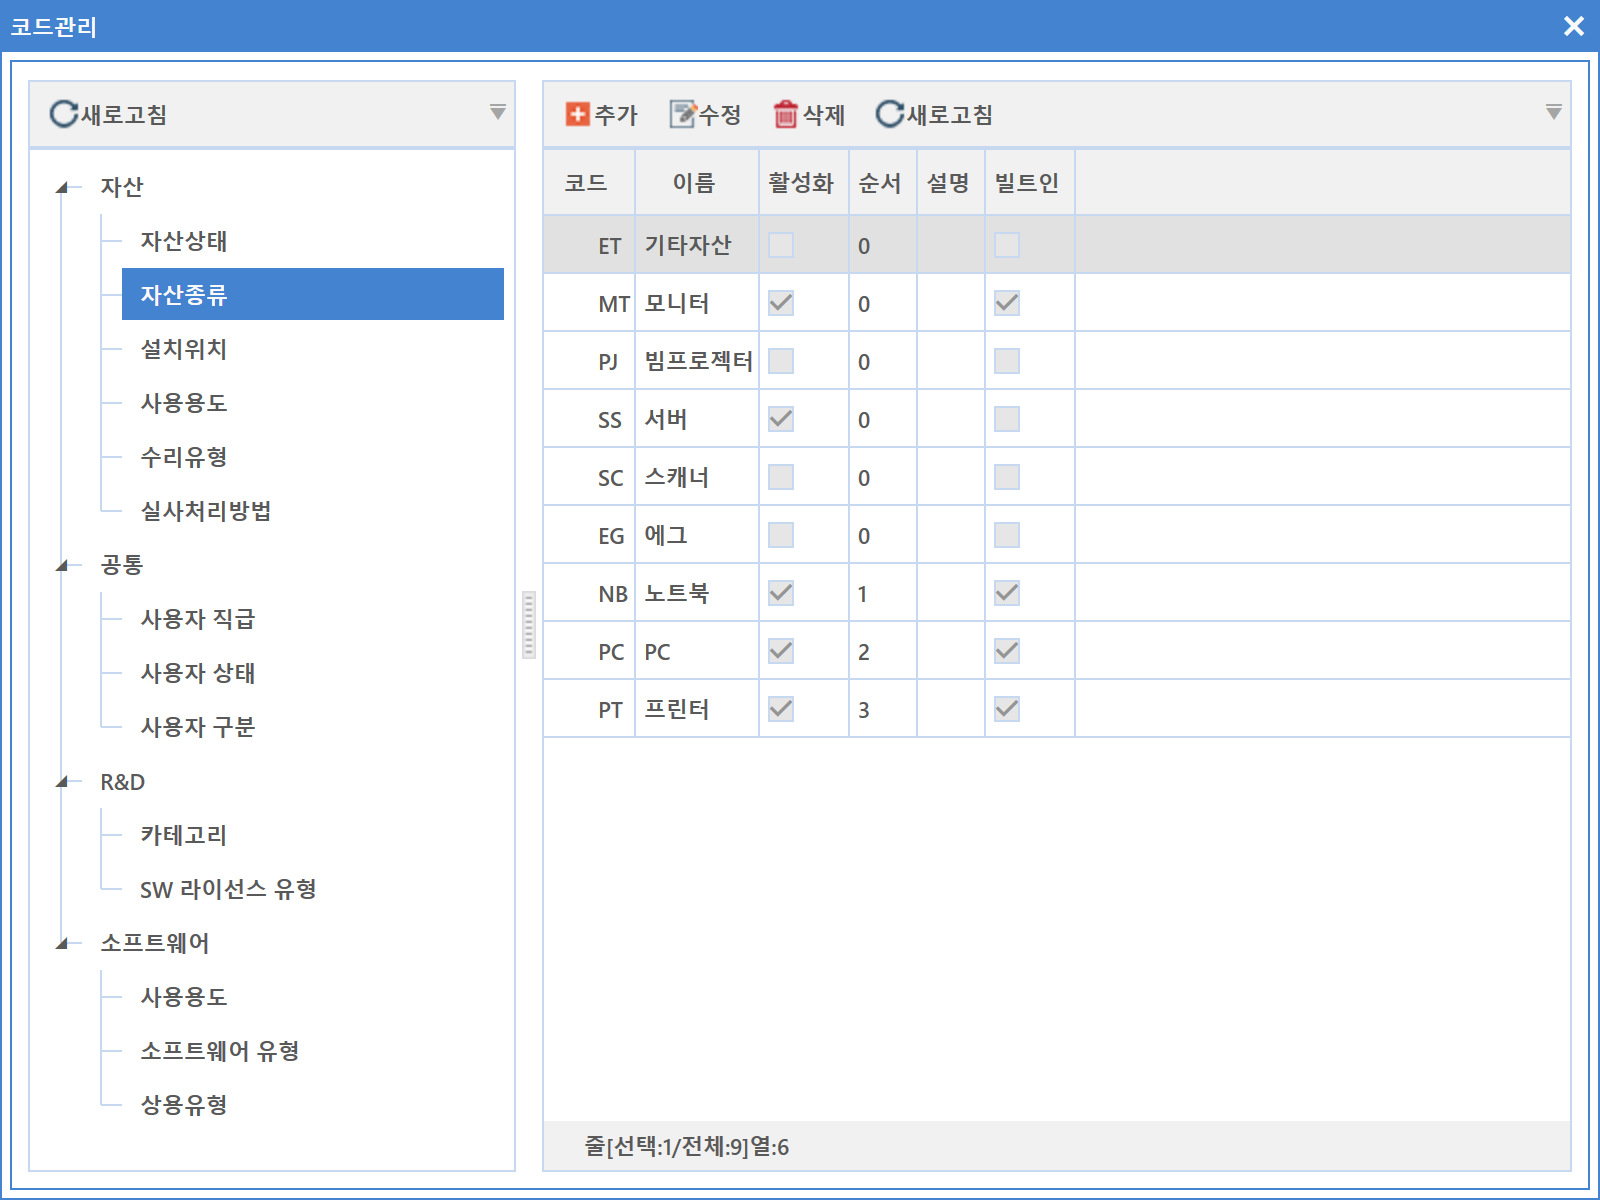 코드관리
새로고침
자산
자산상태
자산종류
설치위치
사용용도
수리유형
실사처리방법
공통
사용자 직급
사용자 상태
사용자 구분
R&D
카테고리
SW 라이선스 유형
소프트웨어
사용용도
소프트웨어 유형
상용유형
추가 수정 삭제 새로고침
코드 이름 활성화 순서 설명 빌트인
ET 기타자산 0
MT 모니터 0
PJ 빔프로젝터 0
SS 서버 0
SC 스캐너 0
EG 에그 0
NB 노트북 1
PC PC 2
PT 프린터 3
줄[선택:1/전체:9]열:6